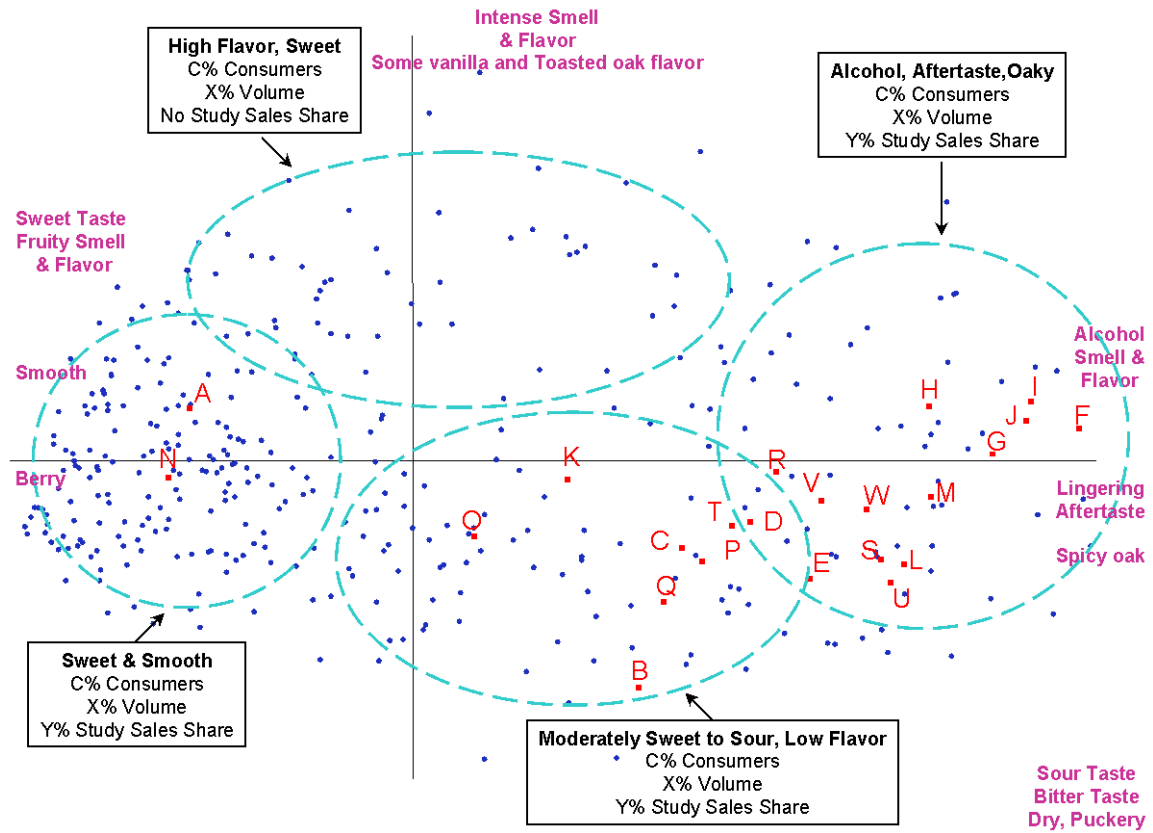 Intense Smell
& Flavor
Some vanilla and Toasted oak flavor
High Flavor, Sweet
C% Consumers
X% Volume
No Study Sales Share
Alcohol, Aftertaste,Oaky
C% Consumers
X% Volume
Y% Study Sales Share
Sweet Taste
Fruity Smell
& Flavor
Smooth
Alcohol
Smell &
Flavor
A
H
I
J
F
G
N
K
R
Berry
V
W
M
Lingering
Aftertaste
O
T
D
C
P
E
S
L
Spicy oak
Q
U
B
Sweet & Smooth
C% Consumers
X% Volume
Y% Study Sales Share
Moderately Sweet to Sour, Low Flavor
C% Consumers
X% Volume
Y% Study Sales Share
Sour Taste
Bitter Taste
Dry, Puckery